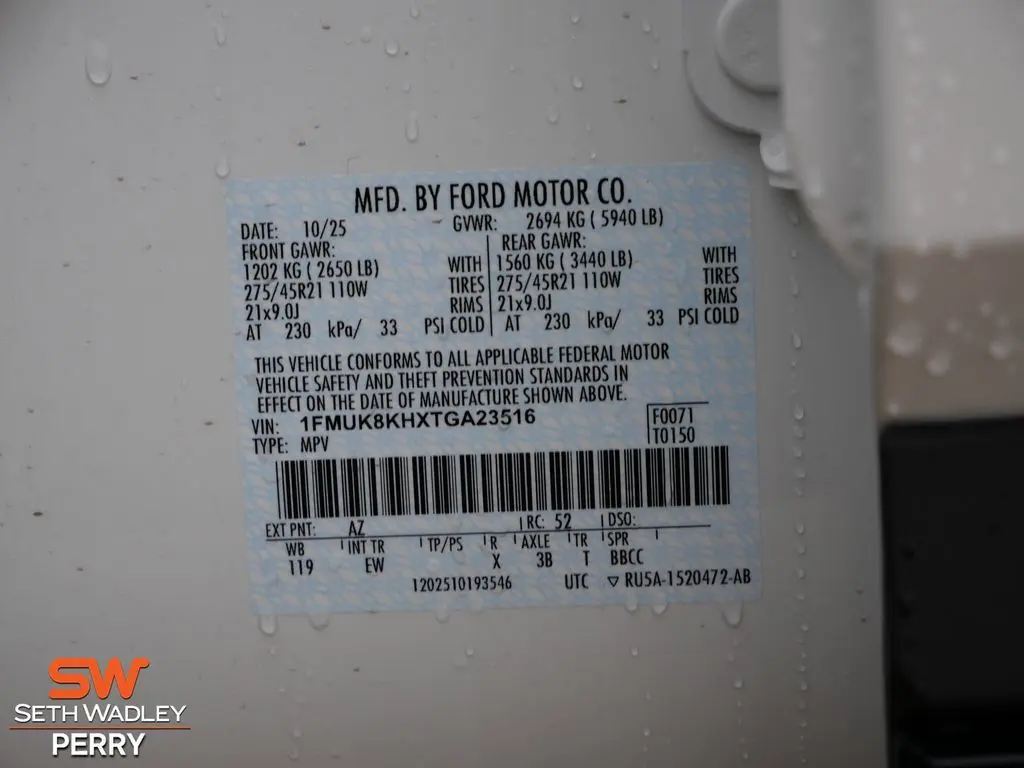 MFD. BY FORD MOTOR CO.
DATE: 10/25 GVWR: 2694 KG ( 5940 LB)
FRONT GAWR: REAR GAWR:
1202 KG ( 2650 LB) WITH 1560 KG ( 3440 LB) WITH
275/45R21 110W TIRES 275/45R21 110W TIRES
21x9.0J RIMS 21x9.0J RIMS
AT 230 kPa/ 33 PSI COLD AT 230 kPa/ 33 PSI COLD
THIS VEHICLE CONFORMS TO ALL APPLICABLE FEDERAL MOTOR
VEHICLE SAFETY AND THEFT PREVENTION STANDARDS IN
EFFECT ON THE DATE OF MANUFACTURE SHOWN ABOVE.
VIN: 1FMUK8KHXTGA23516 F0071
TYPE: MPV T0150
EXT PNT: AZ RC: 52 DSO:
WB INT TR TP/PS R AXLE TR SPR
119 EW X 3B T BBCC
1202510193546 UTC ▽ RU5A-1520472-AB
SW
SETH WADLEY
PERRY